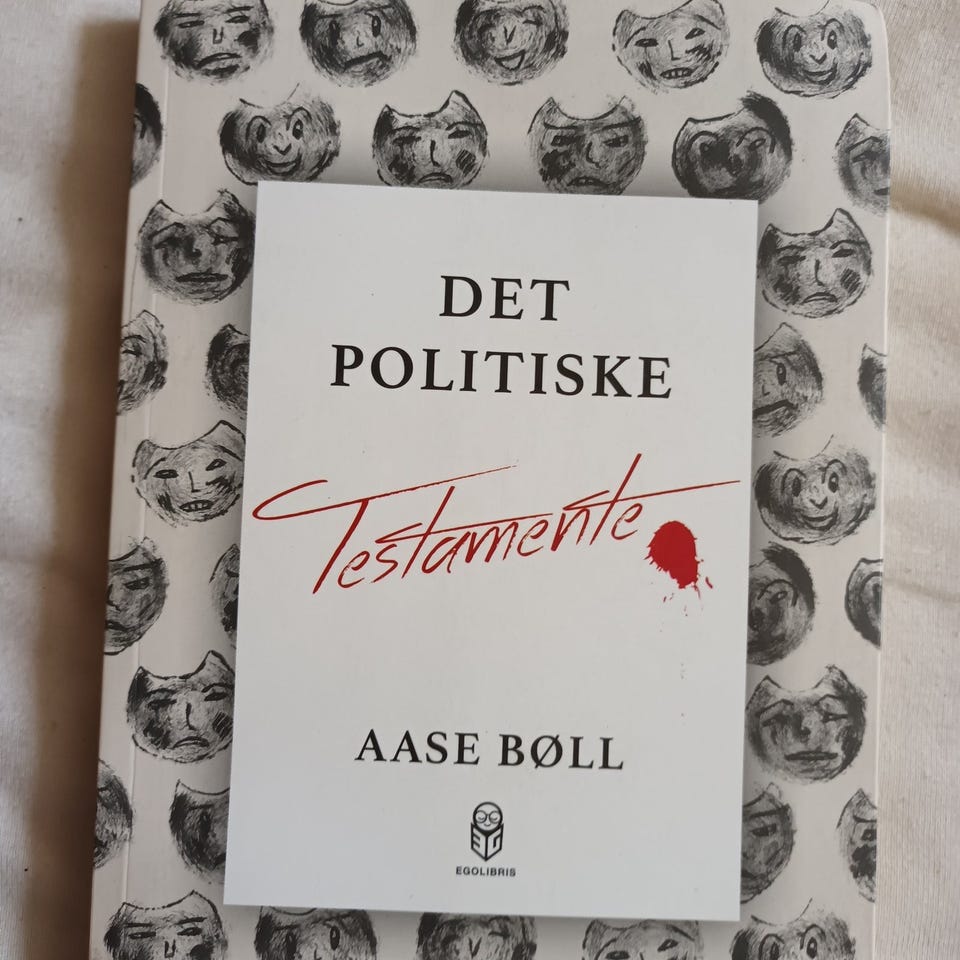 DET
POLITISKE
Testamente
AASE BØLL
EGOLIBRIS